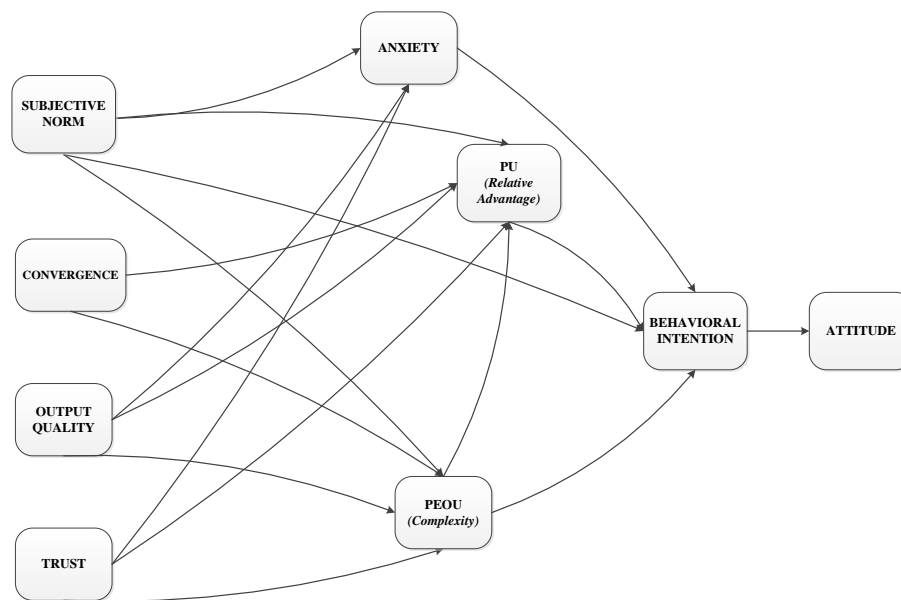 ANXIETY
SUBJECTIVE
NORM
PU
(Relative
Advantage)
CONVERGENCE
BEHAVIORAL
INTENTION
ATTITUDE
OUTPUT
QUALITY
PEOU
(Complexity)
TRUST